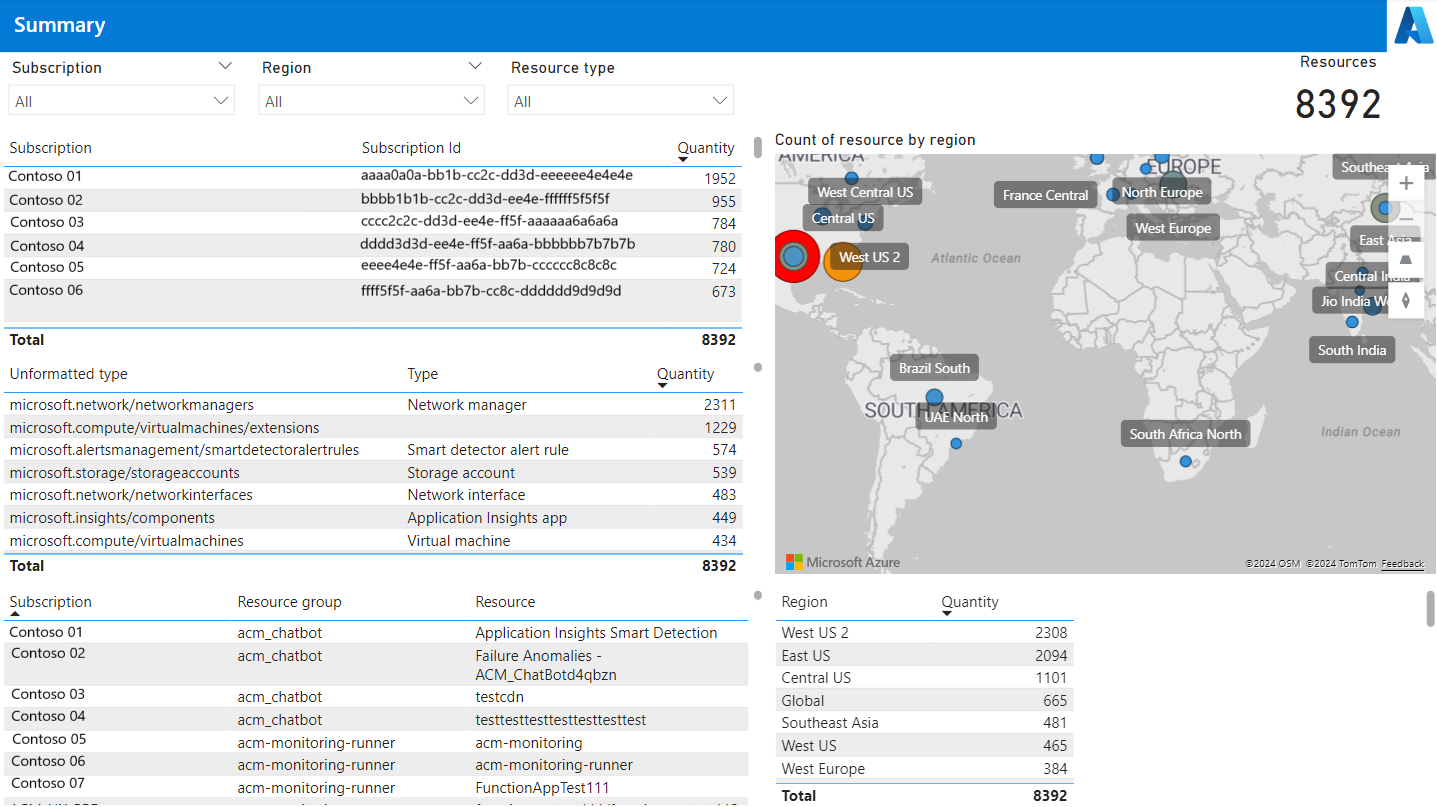 Summary
Subscription
Region
Resource type
All
All
All
Resources
8392
Subscription Subscription Id Quantity
Contoso 01 aaaa0a0a-bb1b-cc2c-dd3d-eeeeee4e4e4e 1952
Contoso 02 bbbb1b1b-cc2c-dd3d-ee4e-ffffff5f5f5f 955
Contoso 03 cccc2c2c-dd3d-ee4e-ff5f-aaaaaa6a6a6a 784
Contoso 04 dddd3d3d-ee4e-ff5f-aa6a-bbbbbb7b7b7b 780
Contoso 05 eeee4e4e-ff5f-aa6a-bb7b-cccccc8c8c8c 724
Contoso 06 ffff5f5f-aa6a-bb7b-cc8c-dddddd9d9d9d 673
Total 8392
Unformatted type Type Quantity
microsoft.network/networkmanagers Network manager 2311
microsoft.compute/virtualmachines/extensions 1229
microsoft.alertsmanagement/smartdetectoralertrules Smart detector alert rule 574
microsoft.storage/storageaccounts Storage account 539
microsoft.network/networkinterfaces Network interface 483
microsoft.insights/components Application Insights app 449
microsoft.compute/virtualmachines Virtual machine 434
Total 8392
Subscription Resource group Resource
Contoso 01 acm_chatbot Application Insights Smart Detection
Contoso 02 acm_chatbot Failure Anomalies -
ACM_ChatBotd4qbzn
Contoso 03 acm_chatbot testcdn
Contoso 04 acm_chatbot testtesttesttesttesttesttest
Contoso 05 acm-monitoring-runner acm-monitoring
Contoso 06 acm-monitoring-runner acm-monitoring-runner
Contoso 07 acm-monitoring-runner FunctionAppTest111
Count of resource by region
AMERICA
EUROPE
Southeast Asia
West Central US
France Central
North Europe
Central US
West Europe
East Asia
West US 2
Atlantic Ocean
Central India
Jio India W
South India
Brazil South
SOUTH AMERICA
UAE North
South Africa North
Indian Ocean
Microsoft Azure
©2024 OSM ©2024 TomTom Feedback
Region Quantity
West US 2 2308
East US 2094
Central US 1101
Global 665
Southeast Asia 481
West US 465
West Europe 384
Total 8392